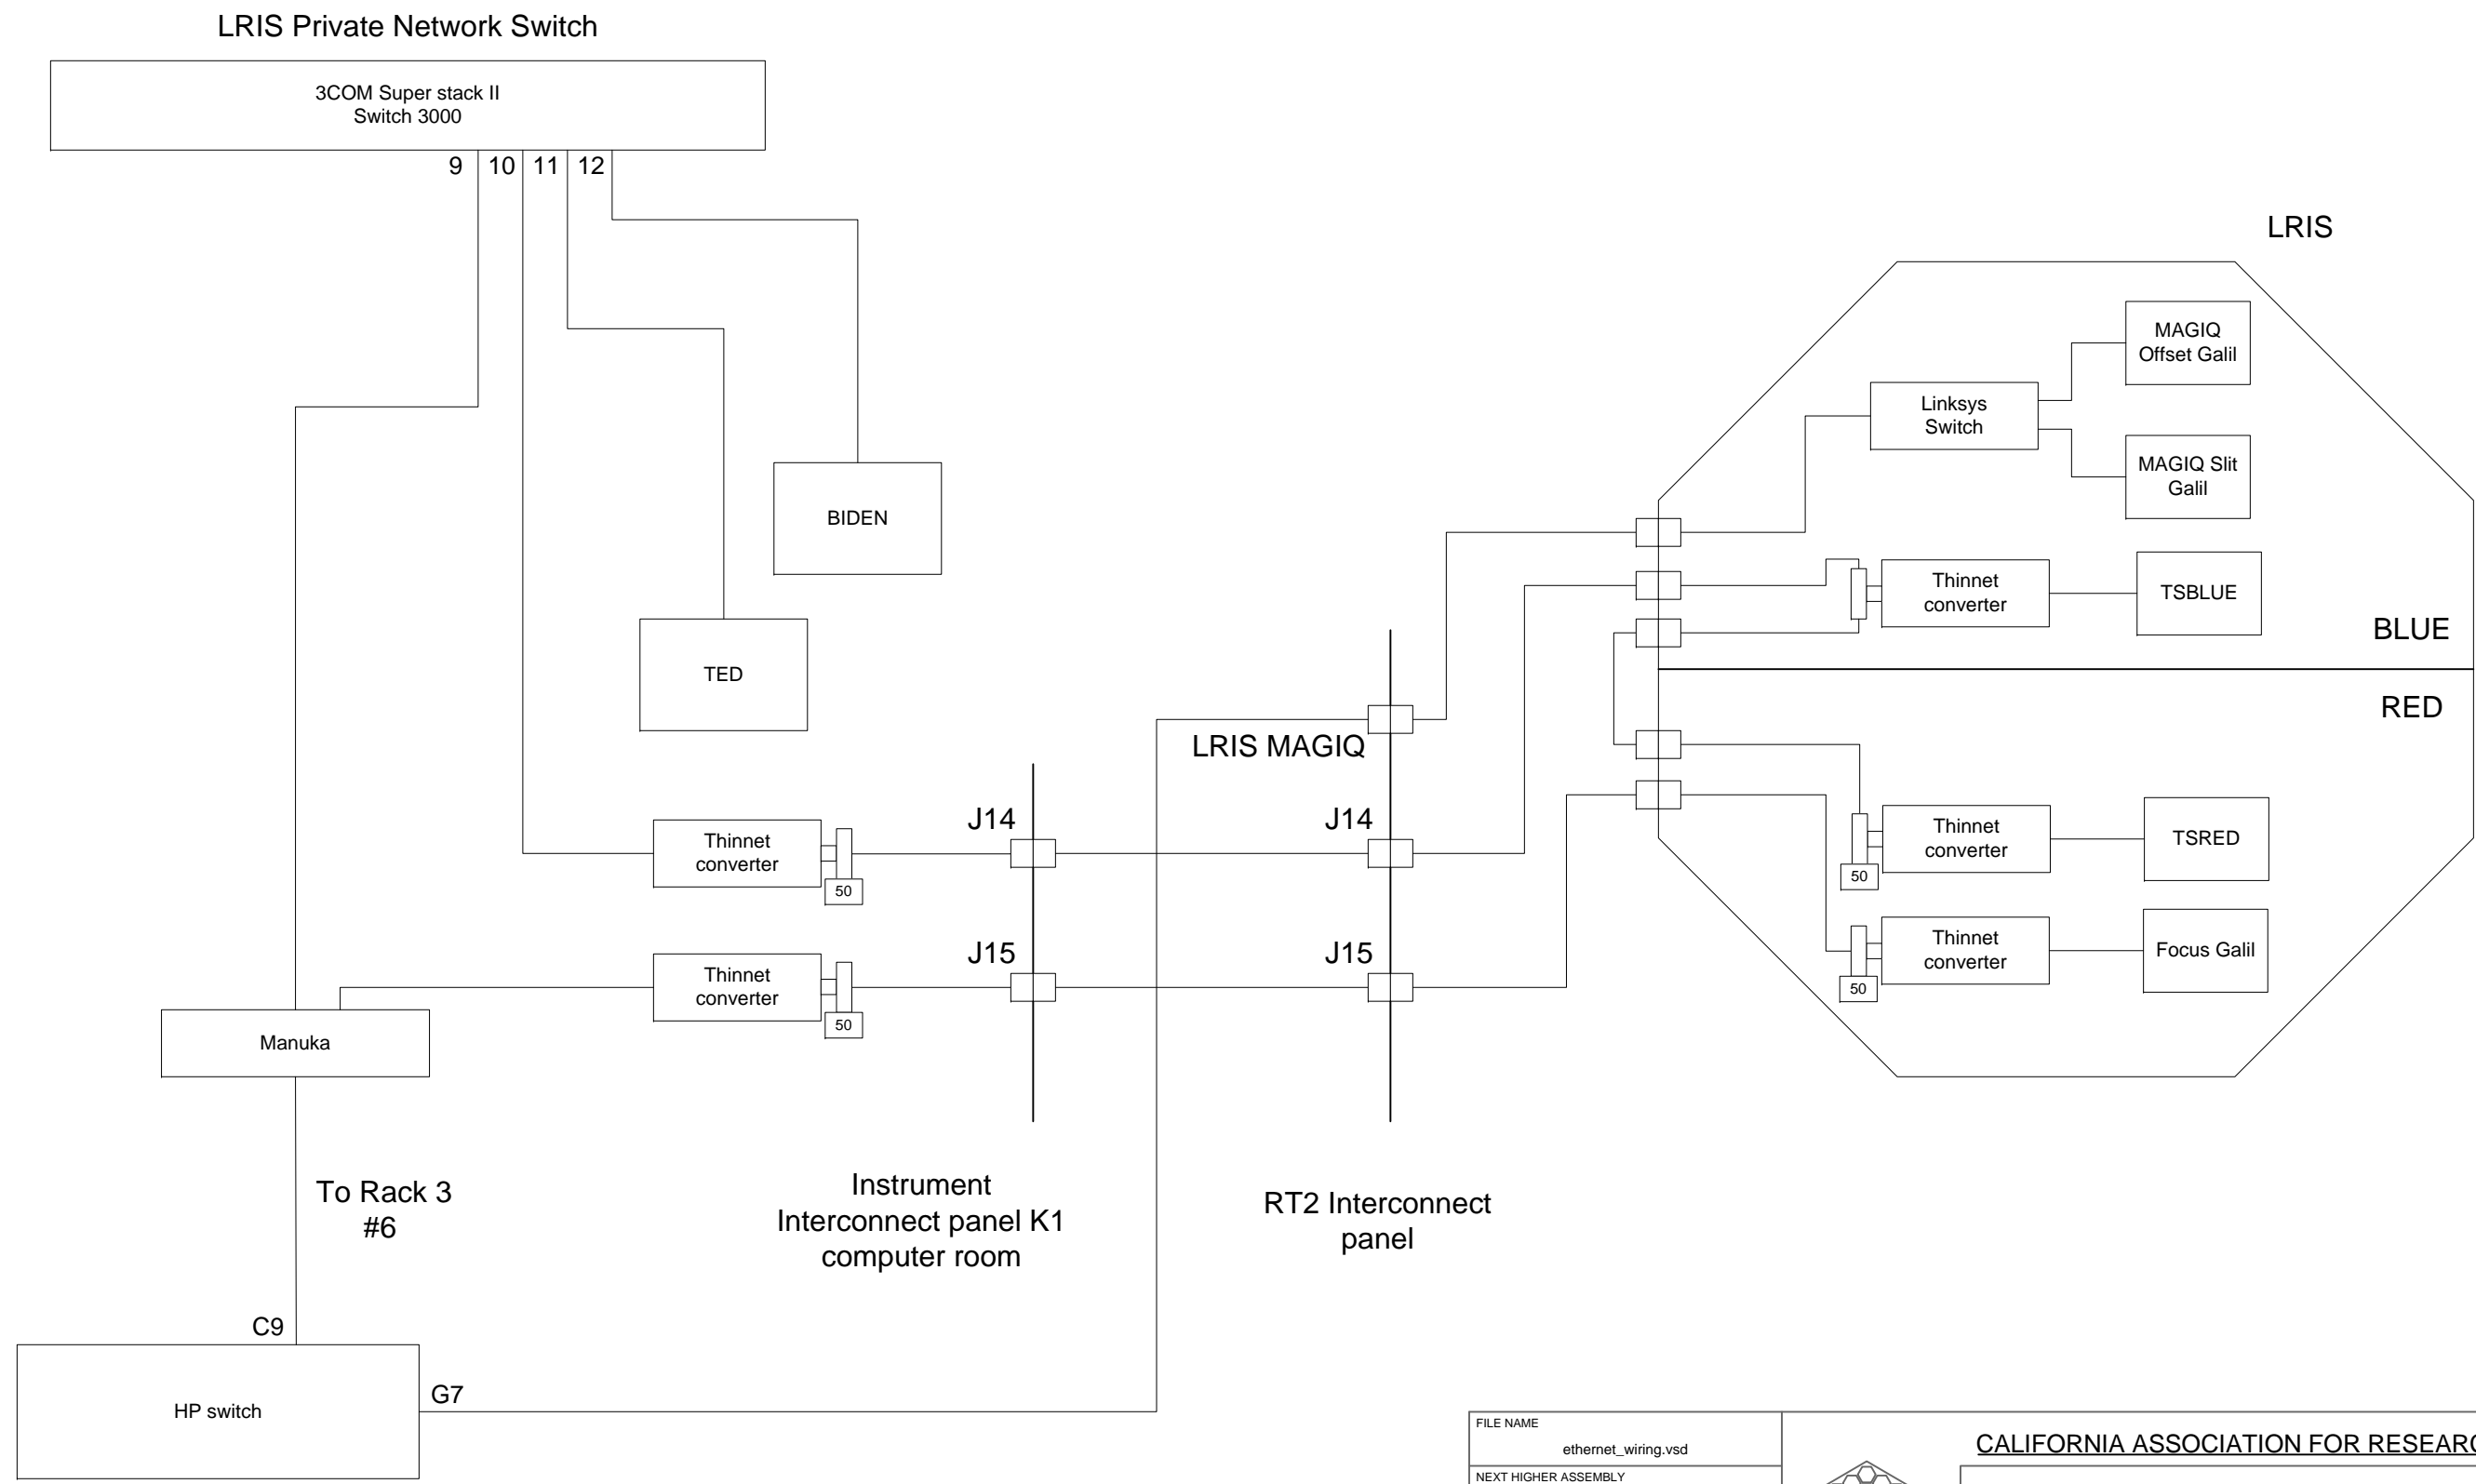 LRIS Private Network Switch
3COM Super stack II
Switch 3000
9
10
11
12
LRIS
MAGIQ
Offset Galil
Linksys
Switch
MAGIQ Slit
Galil
BIDEN
Thinnet
converter
TSBLUE
BLUE
TED
RED
LRIS MAGIQ
J14
J14
Thinnet
converter
50
Thinnet
converter
TSRED
50
J15
J15
Thinnet
converter
50
Thinnet
converter
Focus Galil
50
Manuka
To Rack 3
#6
Instrument
Interconnect panel K1
computer room
RT2 Interconnect
panel
C9
HP switch
G7
FILE NAME
ethernet_wiring.vsd
NEXT HIGHER ASSEMBLY
CALIFORNIA ASSOCIATION FOR